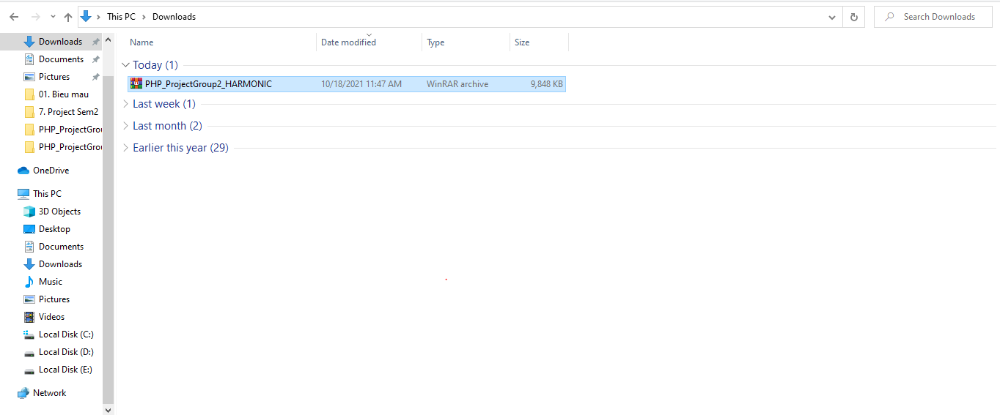 This PC > Downloads
Search Downloads
Downloads
Documents
Pictures
01. Bieu mau
7. Project Sem2
PHP_ProjectGrou
PHP_ProjectGrou
OneDrive
This PC
3D Objects
Desktop
Documents
Downloads
Music
Pictures
Videos
Local Disk (C:)
Local Disk (D:)
Local Disk (E:)
Network
Name Date modified Type Size
Today (1)
PHP_ProjectGroup2_HARMONIC 10/18/2021 11:47 AM WinRAR archive 9,848 KB
Last week (1)
Last month (2)
Earlier this year (29)